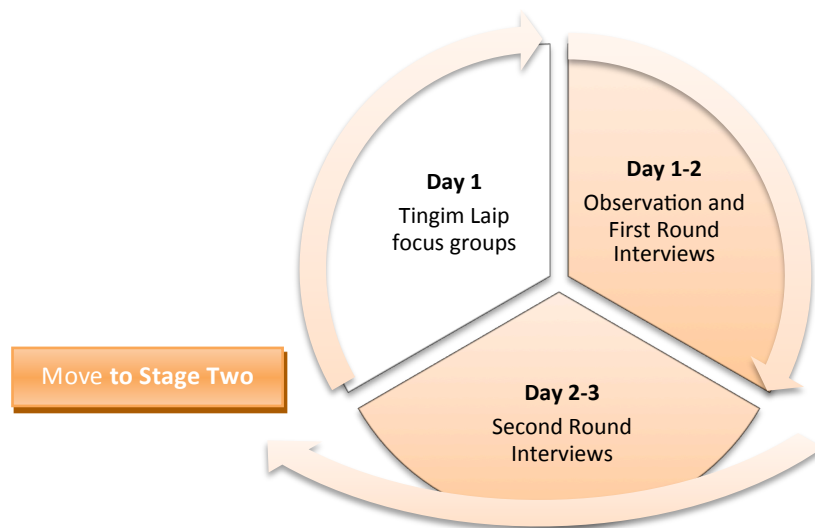 Day 1
Tingim Laip
focus groups
Day 1-2
Observation and
First Round
Interviews
Day 2-3
Second Round
Interviews
Move to Stage Two